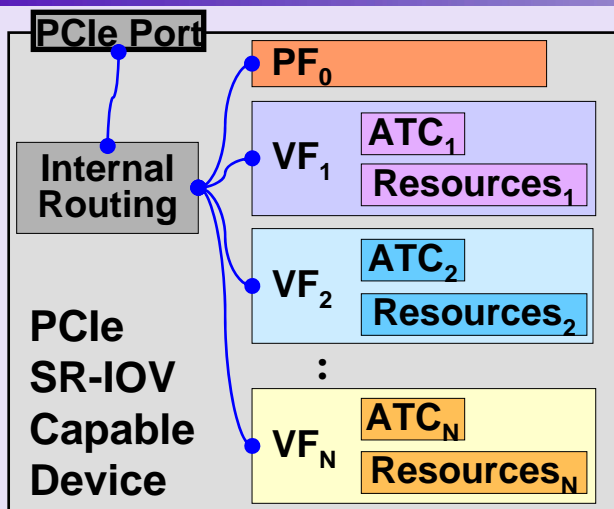 PCIe Port
PF0
Internal
Routing
VF1
ATC1
Resources1
VF2
ATC2
Resources2
:
PCIe
SR-IOV
Capable
Device
VFN
ATCN
ResourcesN